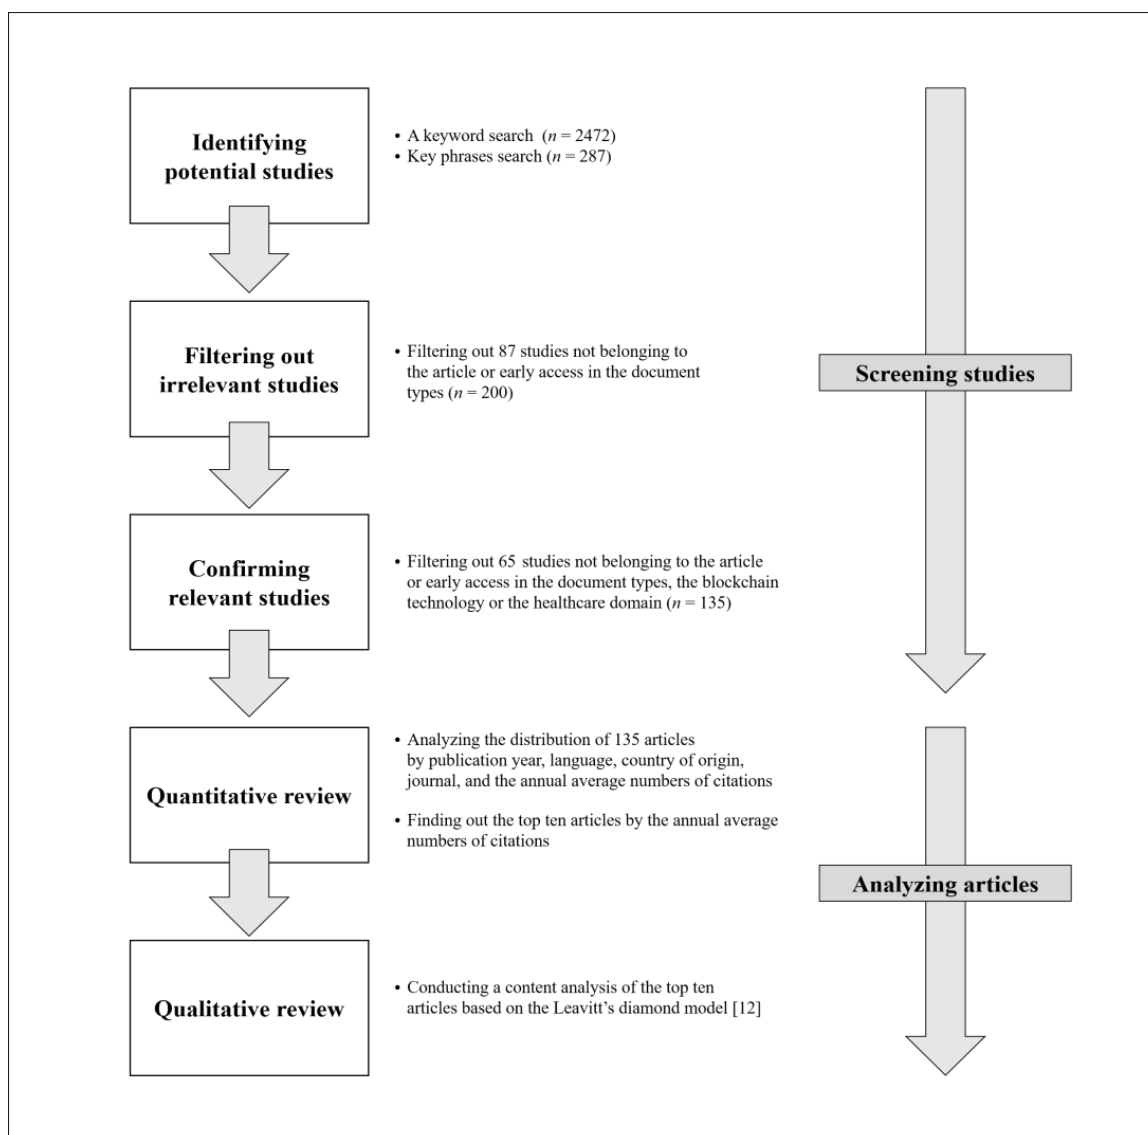 Identifying
potential studies
• A keyword search (n = 2472)
• Key phrases search (n = 287)
Filtering out
irrelevant studies
• Filtering out 87 studies not belonging to
the article or early access in the document
types (n = 200)
Screening studies
Confirming
relevant studies
• Filtering out 65 studies not belonging to the article
or early access in the document types, the blockchain
technology or the healthcare domain (n = 135)
Quantitative review
• Analyzing the distribution of 135 articles
by publication year, language, country of origin,
journal, and the annual average numbers of citations
• Finding out the top ten articles by the annual average
numbers of citations
Analyzing articles
Qualitative review
• Conducting a content analysis of the top ten
articles based on the Leavitt’s diamond model [12]